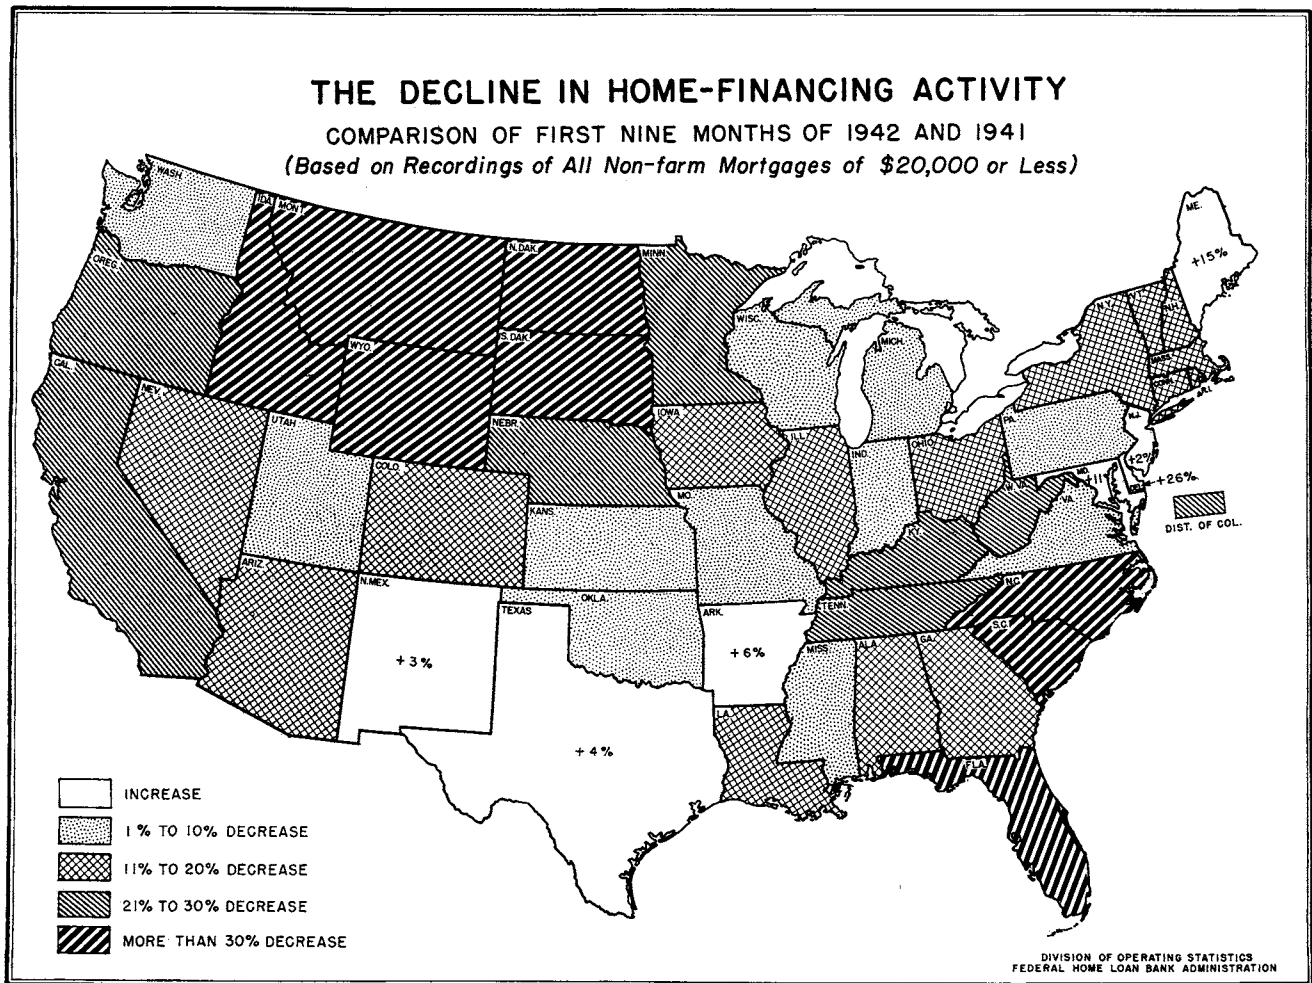 THE DECLINE IN HOME-FINANCING ACTIVITY
COMPARISON OF FIRST NINE MONTHS OF 1942 AND 1941
(Based on Recordings of All Non-farm Mortgages of $20,000 or Less)
WASH.
OREG.
CAL.
NEV.
IDA.
MONT.
WYO.
UTAH
COLO.
ARIZ.
N.MEX.
+3%
N.DAK.
S.DAK.
NEBR.
KANS.
OKLA.
TEXAS
+4%
MINN.
IOWA
MO.
ARK.
+6%
LA.
WISC.
ILL.
MICH.
IND.
OHIO
KY.
TENN.
MISS.
ALA.
GA.
FLA.
S.C.
N.C.
VA.
W.VA.
PA.
N.Y.
N.H.
ME.
+15%
MASS.
CONN.
R.I.
N.J.
+2%
MD.
+11%
DEL.
+26%
DIST. OF COL.
INCREASE
1% TO 10% DECREASE
11% TO 20% DECREASE
21% TO 30% DECREASE
MORE THAN 30% DECREASE
DIVISION OF OPERATING STATISTICS
FEDERAL HOME LOAN BANK ADMINISTRATION